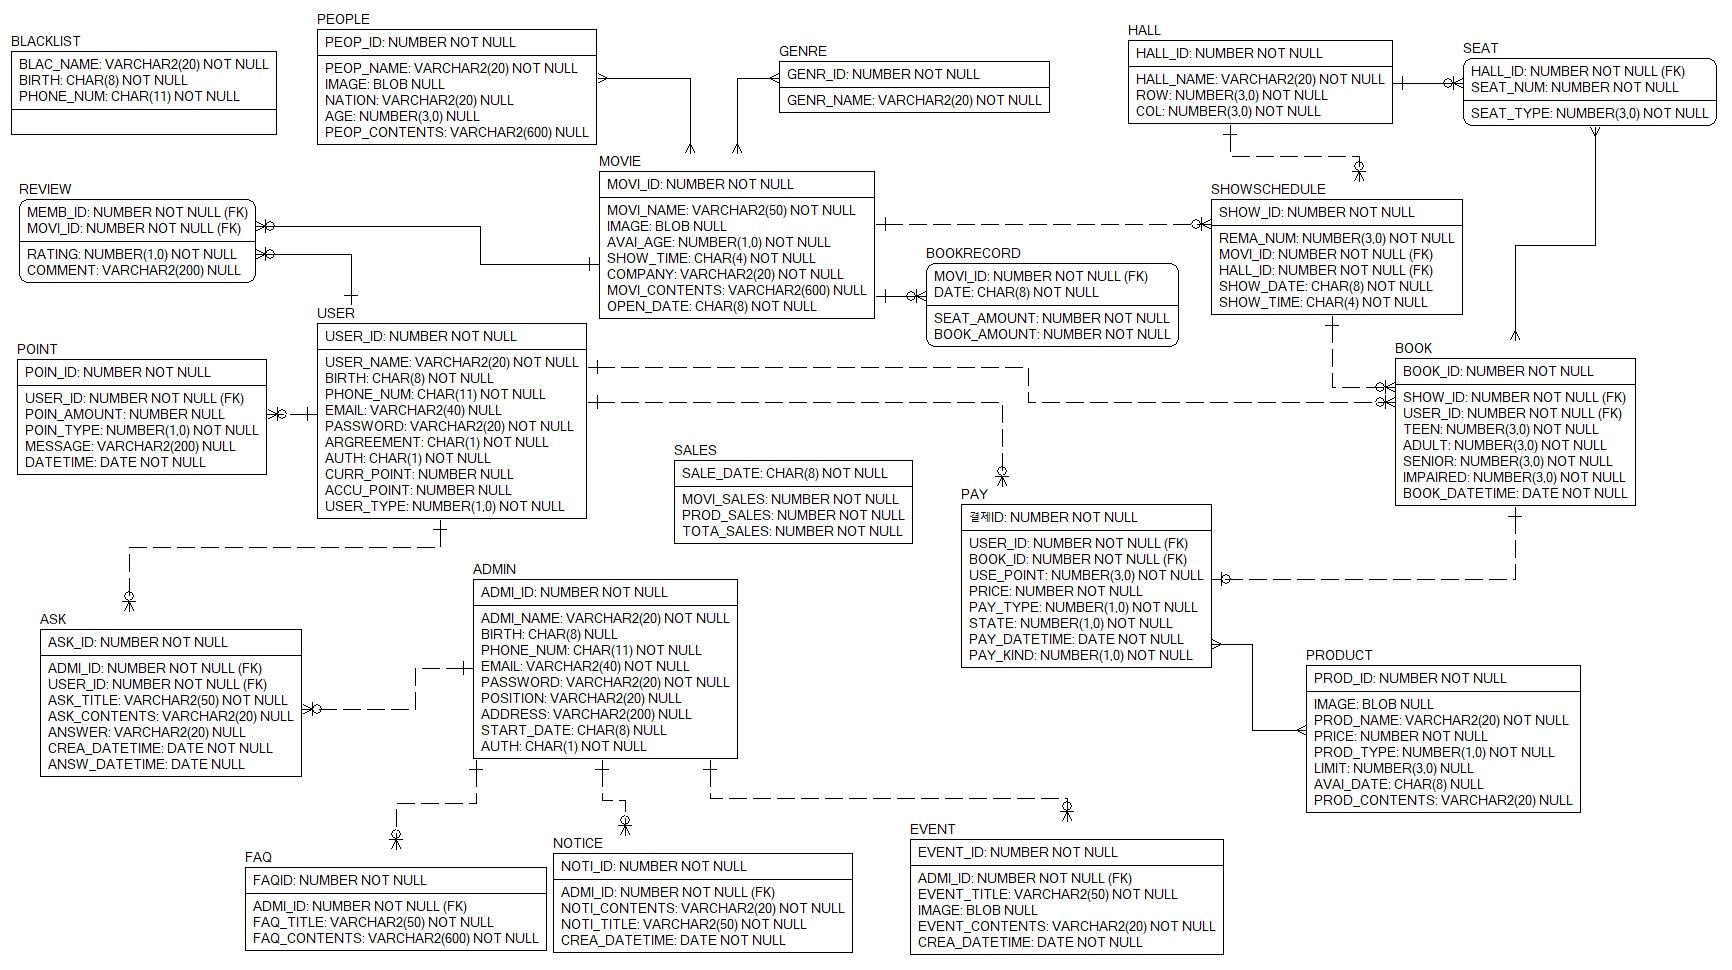 BLACKLIST
BLAC_NAME: VARCHAR2(20) NOT NULL
BIRTH: CHAR(8) NOT NULL
PHONE_NUM: CHAR(11) NOT NULL
PEOPLE
PEOP_ID: NUMBER NOT NULL
PEOP_NAME: VARCHAR2(20) NOT NULL
IMAGE: BLOB NULL
NATION: VARCHAR2(20) NULL
AGE: NUMBER(3,0) NULL
PEOP_CONTENTS: VARCHAR2(600) NULL
GENRE
GENR_ID: NUMBER NOT NULL
GENR_NAME: VARCHAR2(20) NOT NULL
HALL
HALL_ID: NUMBER NOT NULL
HALL_NAME: VARCHAR2(20) NOT NULL
ROW: NUMBER(3,0) NOT NULL
COL: NUMBER(3,0) NOT NULL
SEAT
HALL_ID: NUMBER NOT NULL (FK)
SEAT_NUM: NUMBER NOT NULL
SEAT_TYPE: NUMBER(3,0) NOT NULL
REVIEW
MEMB_ID: NUMBER NOT NULL (FK)
MOVI_ID: NUMBER NOT NULL (FK)
RATING: NUMBER(1,0) NOT NULL
COMMENT: VARCHAR2(200) NULL
MOVIE
MOVI_ID: NUMBER NOT NULL
MOVI_NAME: VARCHAR2(50) NOT NULL
IMAGE: BLOB NULL
AVAI_AGE: NUMBER(1,0) NOT NULL
SHOW_TIME: CHAR(4) NOT NULL
COMPANY: VARCHAR2(20) NOT NULL
MOVI_CONTENTS: VARCHAR2(600) NULL
OPEN_DATE: CHAR(8) NOT NULL
BOOKRECORD
MOVI_ID: NUMBER NOT NULL (FK)
DATE: CHAR(8) NOT NULL
SEAT_AMOUNT: NUMBER NOT NULL
BOOK_AMOUNT: NUMBER NOT NULL
SHOWSCHEDULE
SHOW_ID: NUMBER NOT NULL
REMA_NUM: NUMBER(3,0) NOT NULL
MOVI_ID: NUMBER NOT NULL (FK)
HALL_ID: NUMBER NOT NULL (FK)
SHOW_DATE: CHAR(8) NOT NULL
SHOW_TIME: CHAR(4) NOT NULL
POINT
POIN_ID: NUMBER NOT NULL
USER_ID: NUMBER NOT NULL (FK)
POIN_AMOUNT: NUMBER NULL
POIN_TYPE: NUMBER(1,0) NOT NULL
MESSAGE: VARCHAR2(200) NULL
DATETIME: DATE NOT NULL
USER
USER_ID: NUMBER NOT NULL
USER_NAME: VARCHAR2(20) NOT NULL
BIRTH: CHAR(8) NOT NULL
PHONE_NUM: CHAR(11) NOT NULL
EMAIL: VARCHAR2(40) NULL
PASSWORD: VARCHAR2(20) NOT NULL
ARGREEMENT: CHAR(1) NOT NULL
AUTH: CHAR(1) NOT NULL
CURR_POINT: NUMBER NULL
ACCU_POINT: NUMBER NULL
USER_TYPE: NUMBER(1,0) NOT NULL
BOOK
BOOK_ID: NUMBER NOT NULL
SHOW_ID: NUMBER NOT NULL (FK)
USER_ID: NUMBER NOT NULL (FK)
TEEN: NUMBER(3,0) NOT NULL
ADULT: NUMBER(3,0) NOT NULL
SENIOR: NUMBER(3,0) NOT NULL
IMPAIRED: NUMBER(3,0) NOT NULL
BOOK_DATETIME: DATE NOT NULL
SALES
SALE_DATE: CHAR(8) NOT NULL
MOVI_SALES: NUMBER NOT NULL
PROD_SALES: NUMBER NOT NULL
TOTA_SALES: NUMBER NOT NULL
PAY
결제ID: NUMBER NOT NULL
USER_ID: NUMBER NOT NULL (FK)
BOOK_ID: NUMBER NOT NULL (FK)
USE_POINT: NUMBER(3,0) NOT NULL
PRICE: NUMBER NOT NULL
PAY_TYPE: NUMBER(1,0) NOT NULL
STATE: NUMBER(1,0) NOT NULL
PAY_DATETIME: DATE NOT NULL
PAY_KIND: NUMBER(1,0) NOT NULL
ASK
ASK_ID: NUMBER NOT NULL
ADMI_ID: NUMBER NOT NULL (FK)
USER_ID: NUMBER NOT NULL (FK)
ASK_TITLE: VARCHAR2(50) NOT NULL
ASK_CONTENTS: VARCHAR2(20) NOT NULL
ANSWER: VARCHAR2(20) NULL
CREA_DATETIME: DATE NOT NULL
ANSW_DATETIME: DATE NULL
ADMIN
ADMI_ID: NUMBER NOT NULL
ADMI_NAME: VARCHAR2(20) NOT NULL
BIRTH: CHAR(8) NULL
PHONE_NUM: CHAR(11) NOT NULL
EMAIL: VARCHAR2(40) NOT NULL
PASSWORD: VARCHAR2(20) NOT NULL
POSITION: VARCHAR2(20) NULL
ADDRESS: VARCHAR2(200) NULL
START_DATE: CHAR(8) NULL
AUTH: CHAR(1) NOT NULL
PRODUCT
PROD_ID: NUMBER NOT NULL
IMAGE: BLOB NULL
PROD_NAME: VARCHAR2(20) NOT NULL
PRICE: NUMBER NOT NULL
PROD_TYPE: NUMBER(1,0) NOT NULL
LIMIT: NUMBER(3,0) NULL
AVAI_DATE: CHAR(8) NULL
PROD_CONTENTS: VARCHAR2(20) NULL
FAQ
FAQID: NUMBER NOT NULL
ADMI_ID: NUMBER NOT NULL (FK)
FAQ_TITLE: VARCHAR2(50) NOT NULL
FAQ_CONTENTS: VARCHAR2(600) NOT NULL
NOTICE
NOTI_ID: NUMBER NOT NULL
ADMI_ID: NUMBER NOT NULL (FK)
NOTI_CONTENTS: VARCHAR2(20) NOT NULL
NOTI_TITLE: VARCHAR2(50) NOT NULL
CREA_DATETIME: DATE NOT NULL
EVENT
EVENT_ID: NUMBER NOT NULL
ADMI_ID: NUMBER NOT NULL (FK)
EVENT_TITLE: VARCHAR2(50) NOT NULL
IMAGE: BLOB NULL
EVENT_CONTENTS: VARCHAR2(20) NOT NULL
CREA_DATETIME: DATE NOT NULL